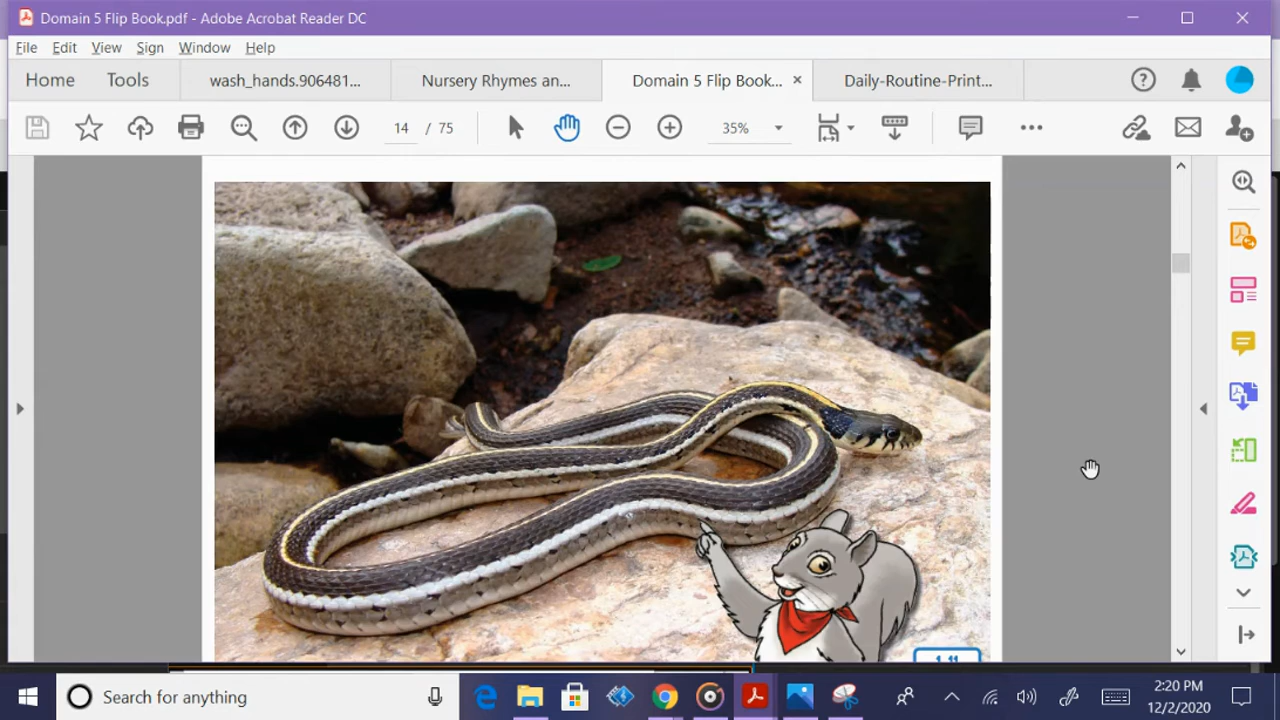 Domain 5 Flip Book.pdf - Adobe Acrobat Reader DC
File Edit View Sign Window Help
Home Tools wash_hands.906481... Nursery Rhymes an... Domain 5 Flip Book... Daily-Routine-Print...
14 / 75 35%
Search for anything
2:20 PM
12/2/2020